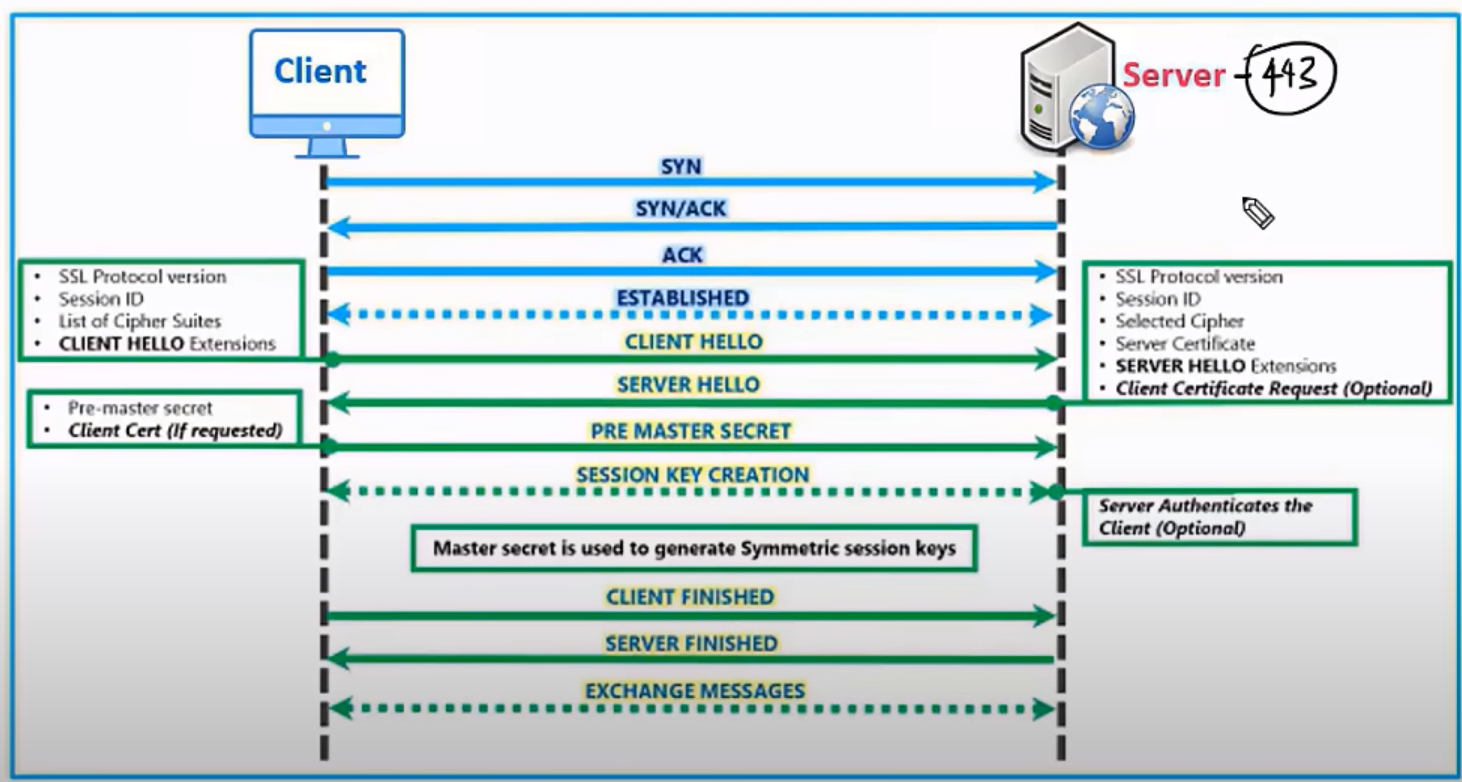 Client
Server - 443
SYN
SYN/ACK
ACK
• SSL Protocol version
• Session ID
• List of Cipher Suites
• CLIENT HELLO Extensions
ESTABLISHED
• SSL Protocol version
• Session ID
• Selected Cipher
• Server Certificate
• SERVER HELLO Extensions
• Client Certificate Request (Optional)
CLIENT HELLO
SERVER HELLO
• Pre-master secret
• Client Cert (If requested)
PRE MASTER SECRET
SESSION KEY CREATION
Server Authenticates the
Client (Optional)
Master secret is used to generate Symmetric session keys
CLIENT FINISHED
SERVER FINISHED
EXCHANGE MESSAGES